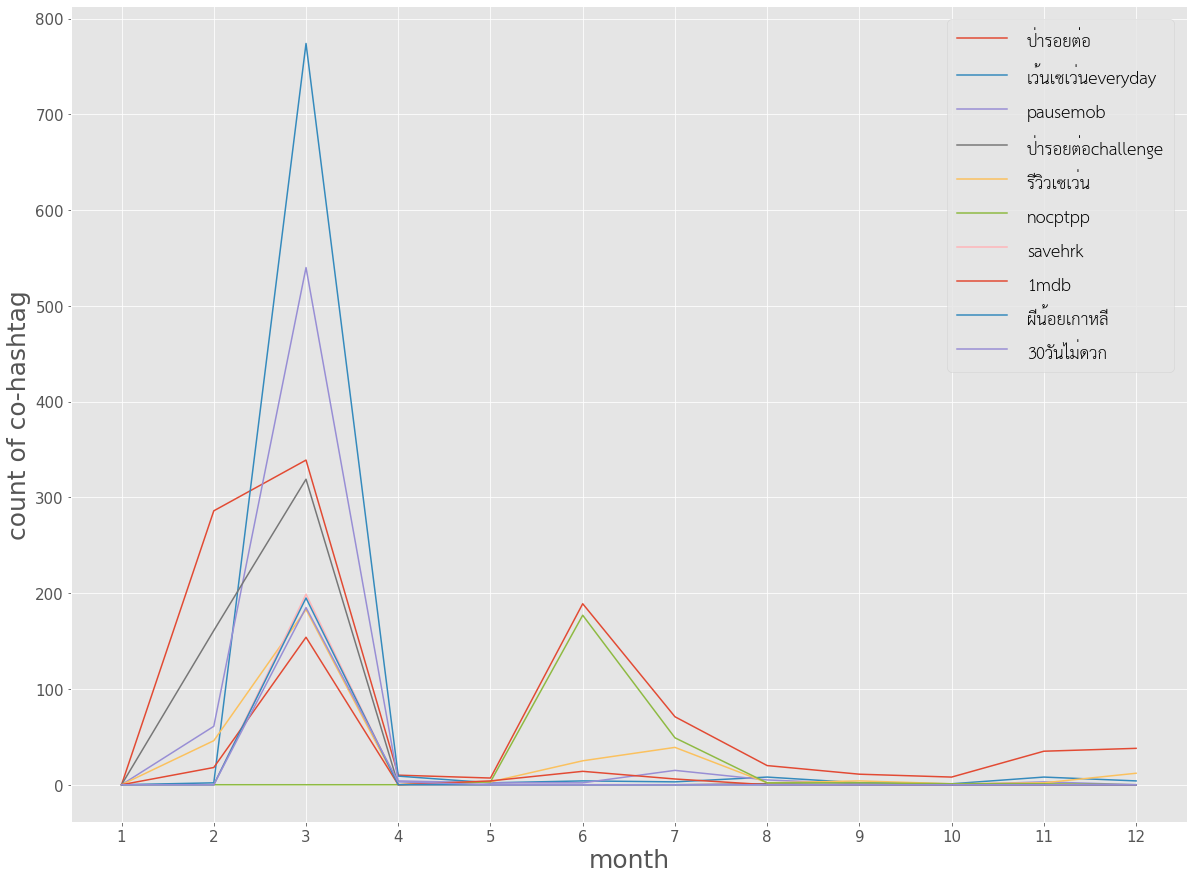 800
700
600
500
400
300
200
100
0
count of co-hashtag
1 2 3 4 5 6 7 8 9 10 11 12
month
ป่ารอยต่อ
เว้นเซเว่นeveryday
pausemob
ป่ารอยต่อchallenge
รีวิวเซเว่น
nocptpp
savehrk
1mdb
ผีน้อยเกาหลี
30วันไม่ดวก